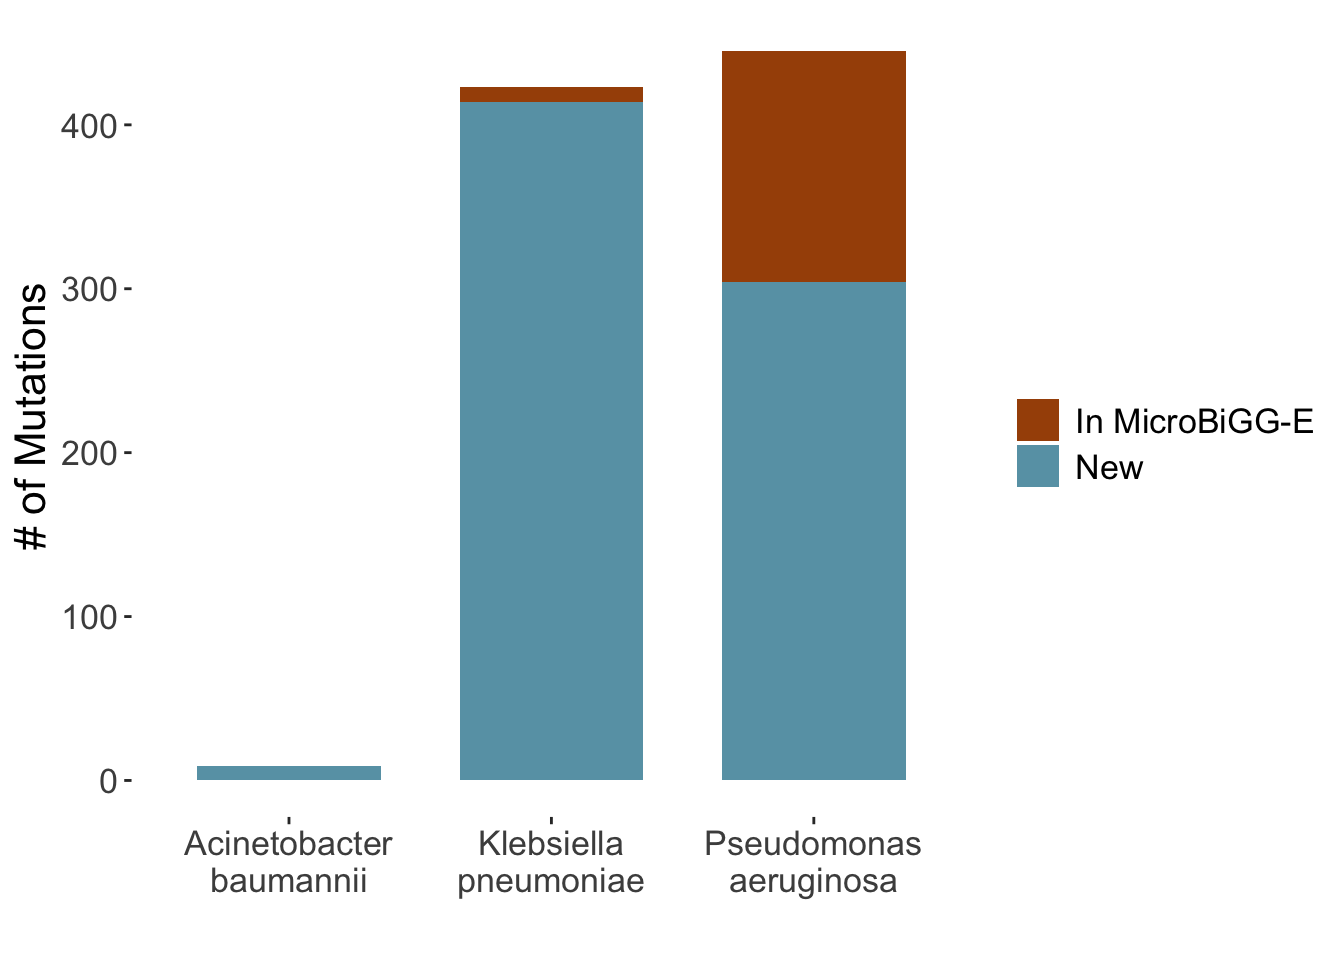 # of Mutations
400
300
200
100
0
Acinetobacter
baumannii
Klebsiella
pneumoniae
Pseudomonas
aeruginosa
In MicroBiGG-E
New